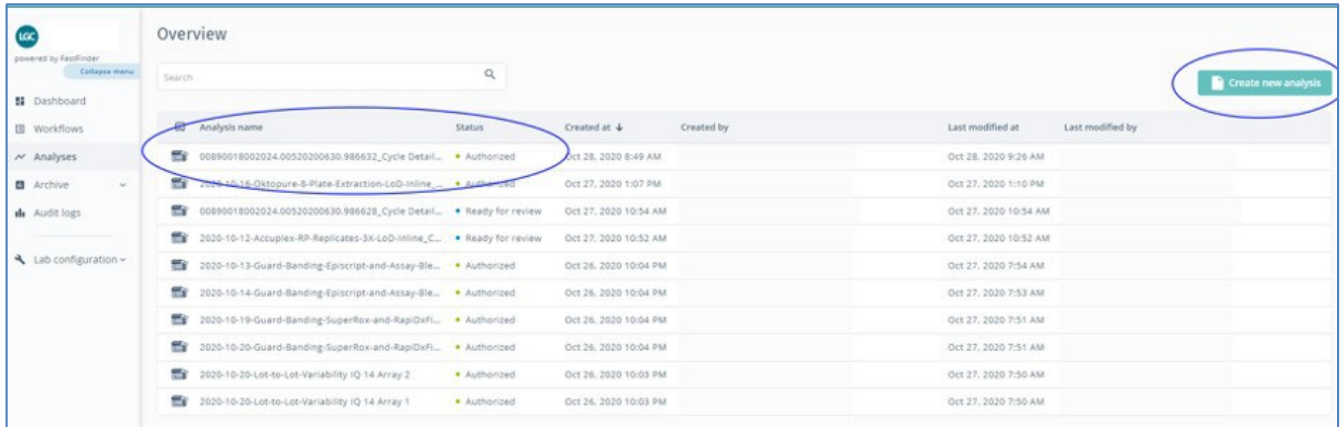 LGC
powered by FastFinder
Collapse menu
Dashboard
Workflows
Analyses
Archive
Audit logs
Lab configuration
Overview
Search
Create new analysis
Analysis name Status Created at ↓ Created by Last modified at Last modified by
00890018002024.00520200630.986632_Cycle Detail... Authorized Oct 28, 2020 8:49 AM Oct 28, 2020 9:26 AM
2020-10-16-Oktopure-8-Plate-Extraction-LoD-Inline_... Authorized Oct 27, 2020 1:07 PM Oct 27, 2020 1:10 PM
00890018002024.00520200630.986628_Cycle Detail... Ready for review Oct 27, 2020 10:54 AM Oct 27, 2020 10:54 AM
2020-10-12-Accuplex-RP-Replicates-3X-LoD-Inline_C... Ready for review Oct 27, 2020 10:52 AM Oct 27, 2020 10:52 AM
2020-10-13-Guard-Banding-Episcript-and-Assay-Ble... Authorized Oct 26, 2020 10:04 PM Oct 27, 2020 7:54 AM
2020-10-14-Guard-Banding-Episcript-and-Assay-Ble... Authorized Oct 26, 2020 10:04 PM Oct 27, 2020 7:53 AM
2020-10-19-Guard-Banding-SuperRox-and-RapiDxFi... Authorized Oct 26, 2020 10:04 PM Oct 27, 2020 7:51 AM
2020-10-20-Guard-Banding-SuperRox-and-RapiDxFi... Authorized Oct 26, 2020 10:04 PM Oct 27, 2020 7:51 AM
2020-10-20-Lot-to-Lot-Variability IQ 14 Array 2 Authorized Oct 26, 2020 10:03 PM Oct 27, 2020 7:50 AM
2020-10-20-Lot-to-Lot-Variability IQ 14 Array 1 Authorized Oct 26, 2020 10:03 PM Oct 27, 2020 7:50 AM